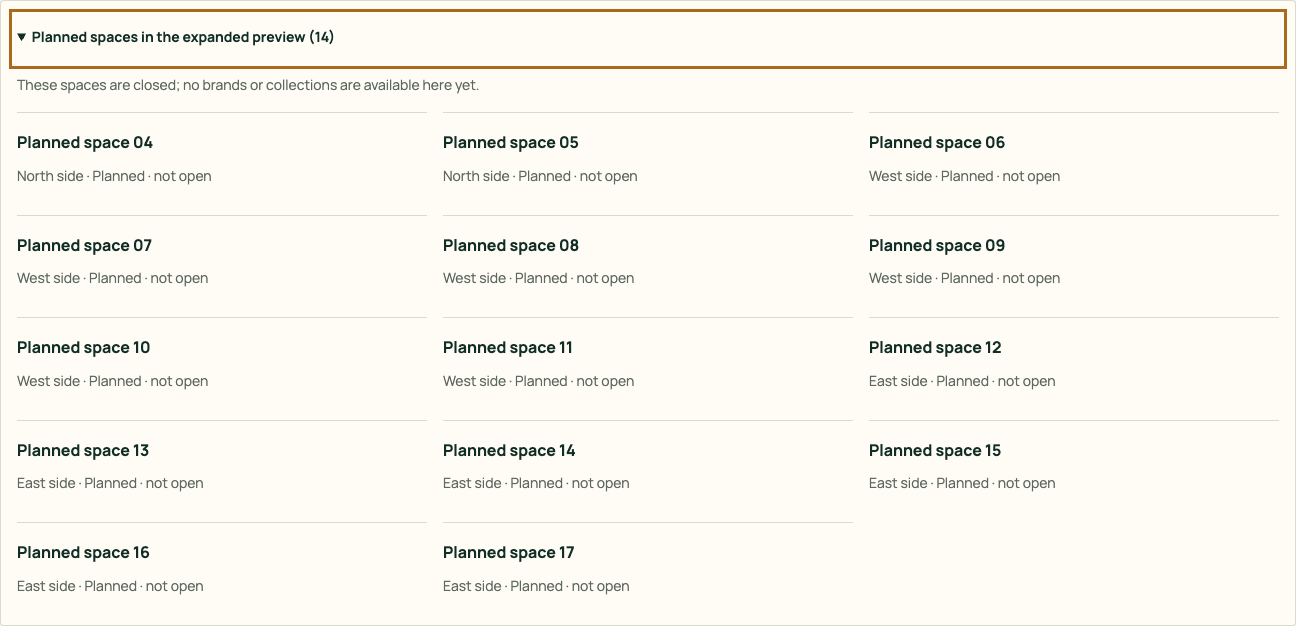 ▼ Planned spaces in the expanded preview (14)
These spaces are closed; no brands or collections are available here yet.
Planned space 04
North side · Planned · not open
Planned space 05
North side · Planned · not open
Planned space 06
West side · Planned · not open
Planned space 07
West side · Planned · not open
Planned space 08
West side · Planned · not open
Planned space 09
West side · Planned · not open
Planned space 10
West side · Planned · not open
Planned space 11
West side · Planned · not open
Planned space 12
East side · Planned · not open
Planned space 13
East side · Planned · not open
Planned space 14
East side · Planned · not open
Planned space 15
East side · Planned · not open
Planned space 16
East side · Planned · not open
Planned space 17
East side · Planned · not open